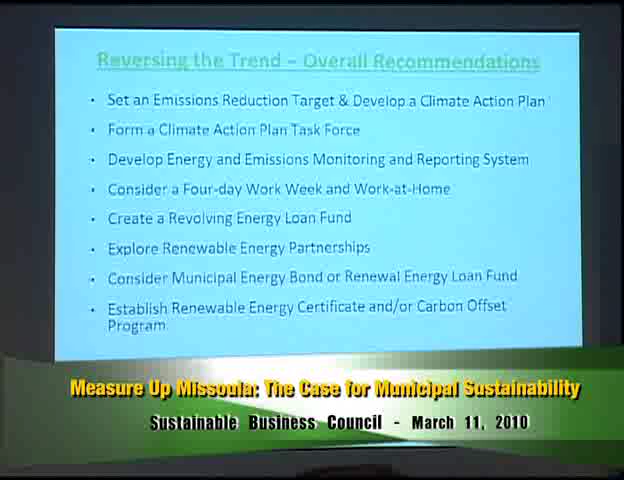 Reversing the Trend – Overall Recommendations
• Set an Emissions Reduction Target & Develop a Climate Action Plan
• Form a Climate Action Plan Task Force
• Develop Energy and Emissions Monitoring and Reporting System
• Consider a Four-day Work Week and Work-at-Home
• Create a Revolving Energy Loan Fund
• Explore Renewable Energy Partnerships
• Consider Municipal Energy Bond or Renewal Energy Loan Fund
• Establish Renewable Energy Certificate and/or Carbon Offset
Program
Measure Up Missoula: The Case for Municipal Sustainability
Sustainable Business Council - March 11, 2010